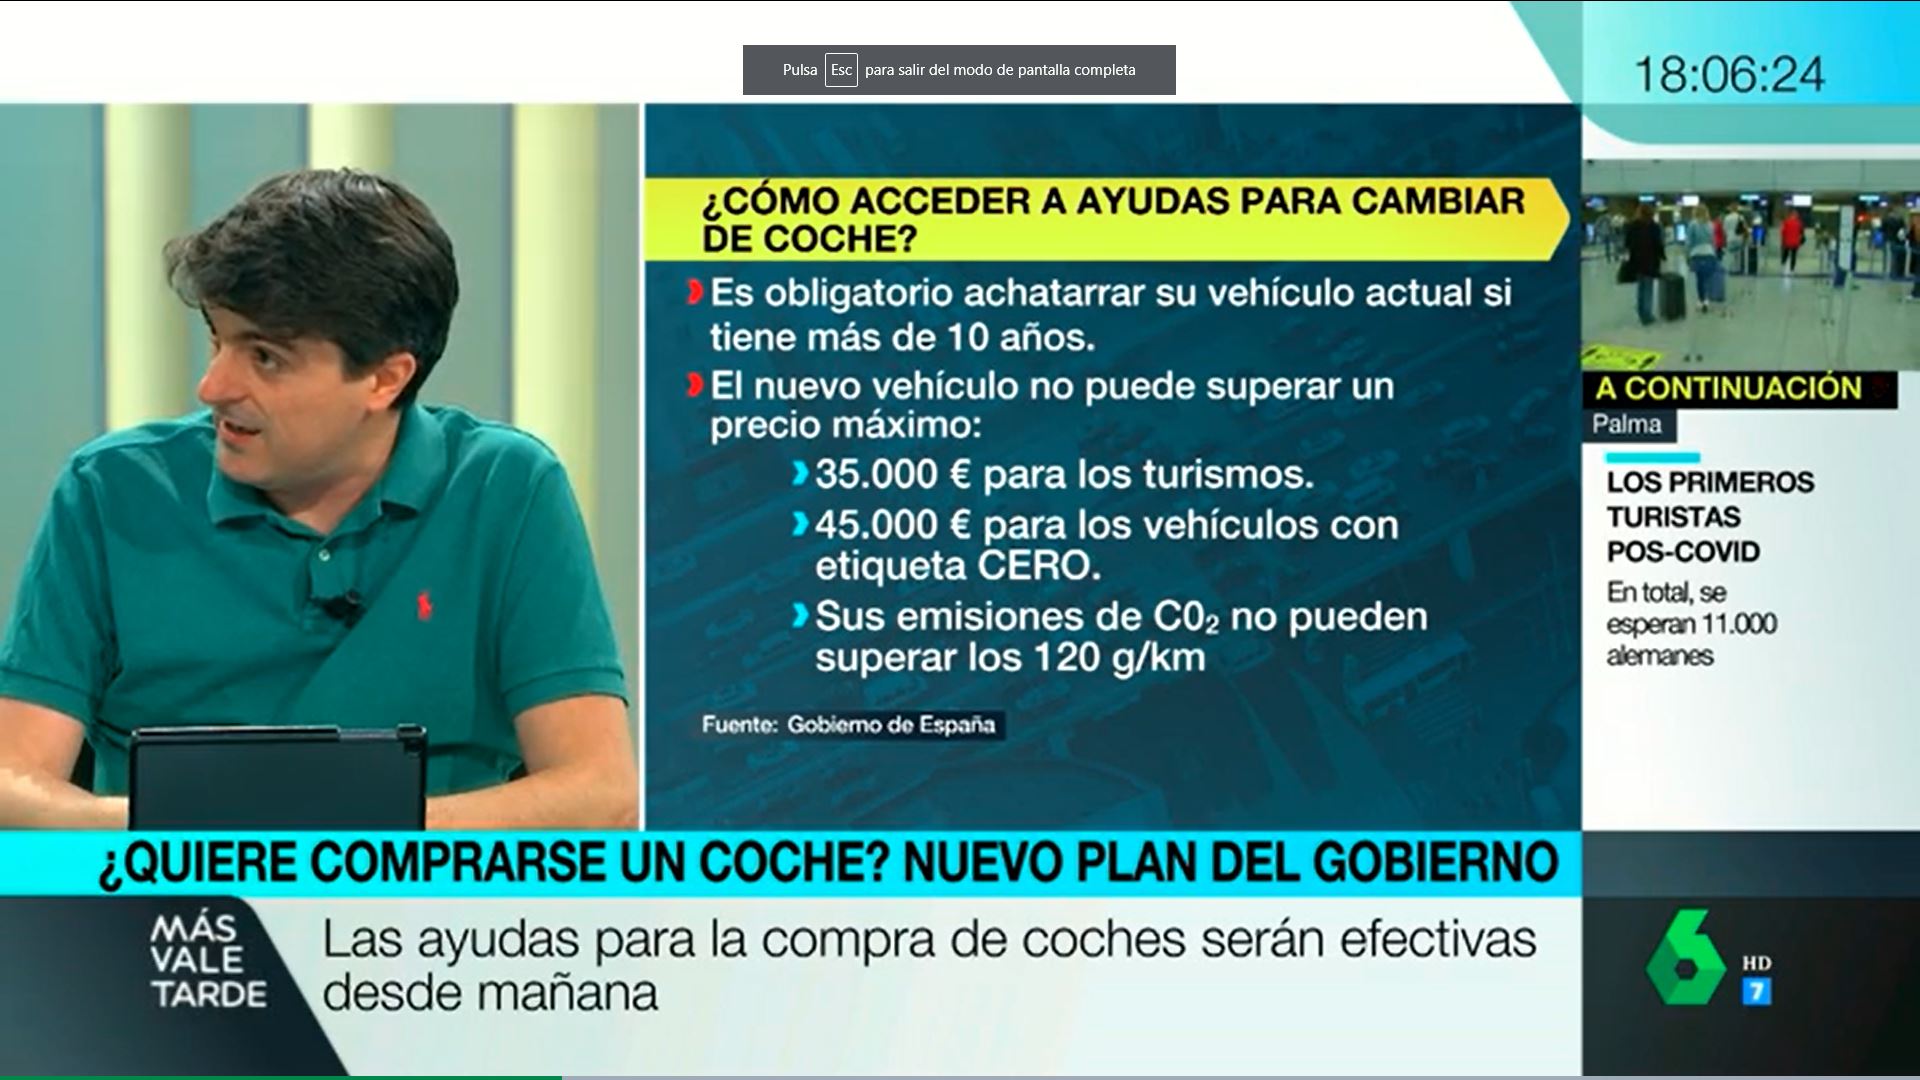 Pulsa Esc para salir del modo de pantalla completa
18:06:24
¿CÓMO ACCEDER A AYUDAS PARA CAMBIAR
DE COCHE?
Es obligatorio achatarrar su vehículo actual si
tiene más de 10 años.
El nuevo vehículo no puede superar un
precio máximo:
35.000 € para los turismos.
45.000 € para los vehículos con
etiqueta CERO.
Sus emisiones de C0₂ no pueden
superar los 120 g/km
Fuente: Gobierno de España
A CONTINUACIÓN
Palma
LOS PRIMEROS
TURISTAS
POS-COVID
En total, se
esperan 11.000
alemanes
¿QUIERE COMPRARSE UN COCHE? NUEVO PLAN DEL GOBIERNO
MÁS
VALE
TARDE
Las ayudas para la compra de coches serán efectivas
desde mañana
6
HD
7